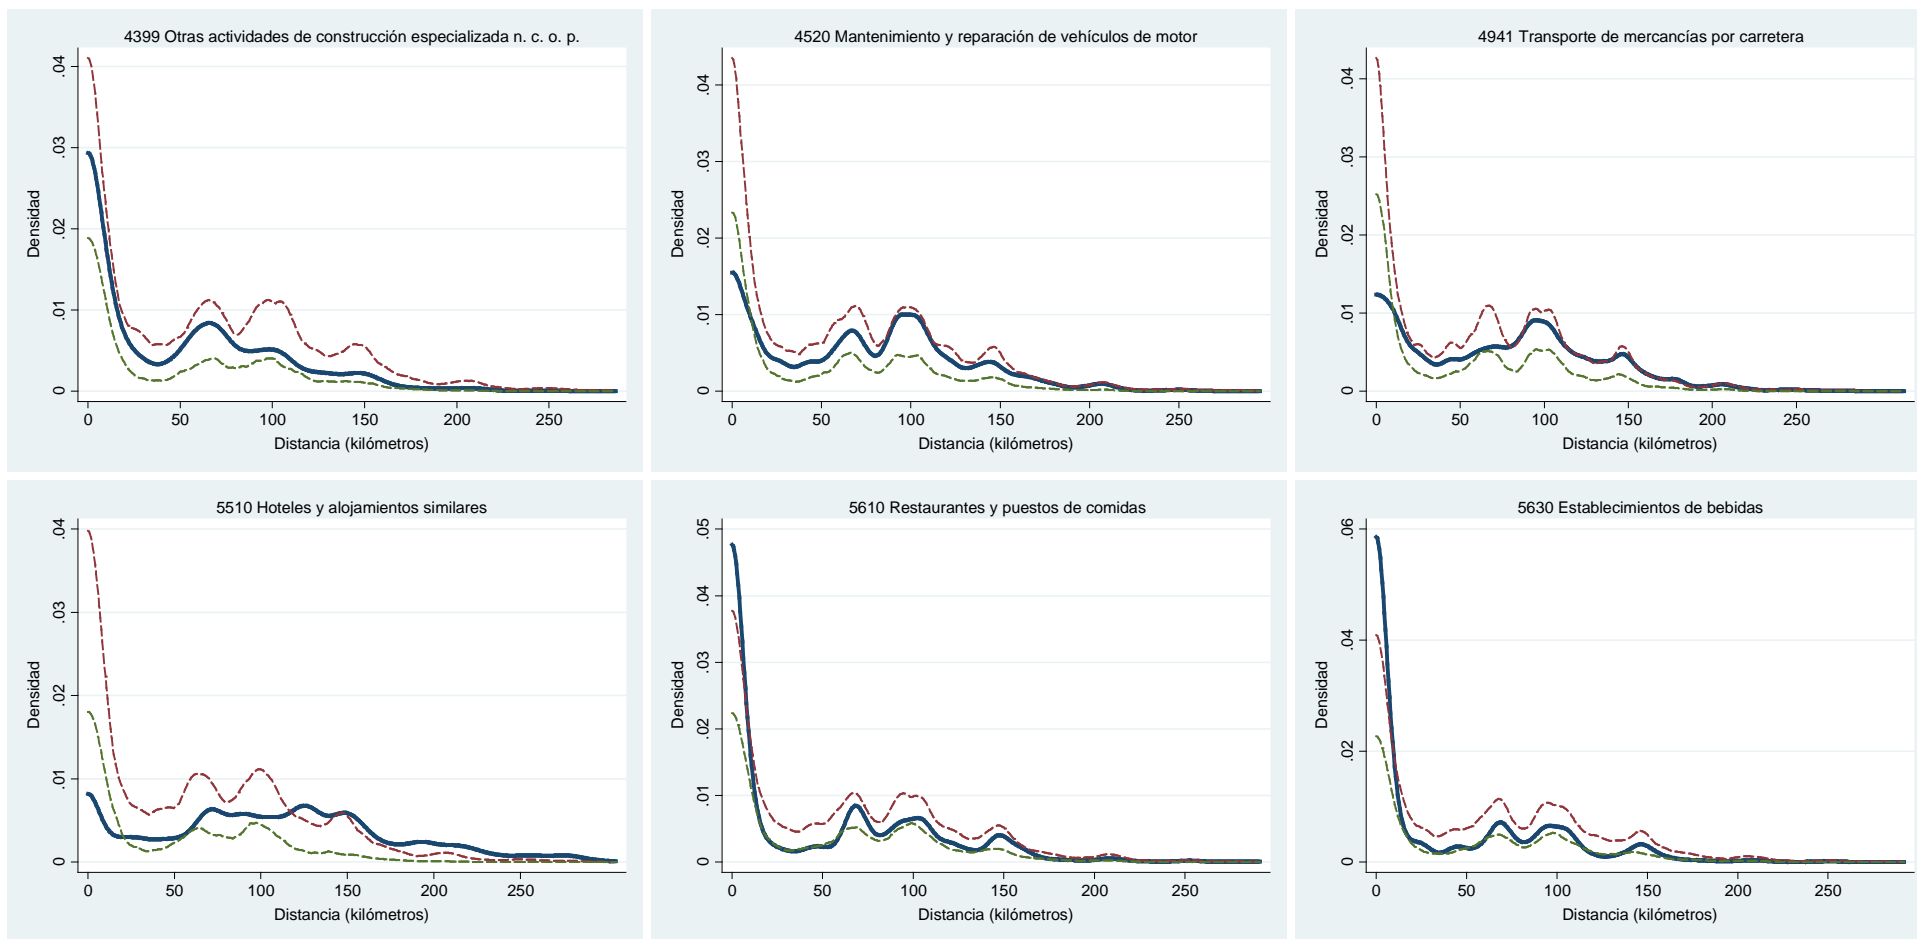 4399 Otras actividades de construcción especializada n. c. o. p.
Densidad
.04
.03
.02
.01
0
0 50 100 150 200 250
Distancia (kilómetros)
4520 Mantenimiento y reparación de vehículos de motor
Densidad
.04
.03
.02
.01
0
0 50 100 150 200 250
Distancia (kilómetros)
4941 Transporte de mercancías por carretera
Densidad
.04
.03
.02
.01
0
0 50 100 150 200 250
Distancia (kilómetros)
5510 Hoteles y alojamientos similares
Densidad
.04
.03
.02
.01
0
0 50 100 150 200 250
Distancia (kilómetros)
5610 Restaurantes y puestos de comidas
Densidad
.05
.04
.03
.02
.01
0
0 50 100 150 200 250
Distancia (kilómetros)
5630 Establecimientos de bebidas
Densidad
.06
.04
.02
0
0 50 100 150 200 250
Distancia (kilómetros)